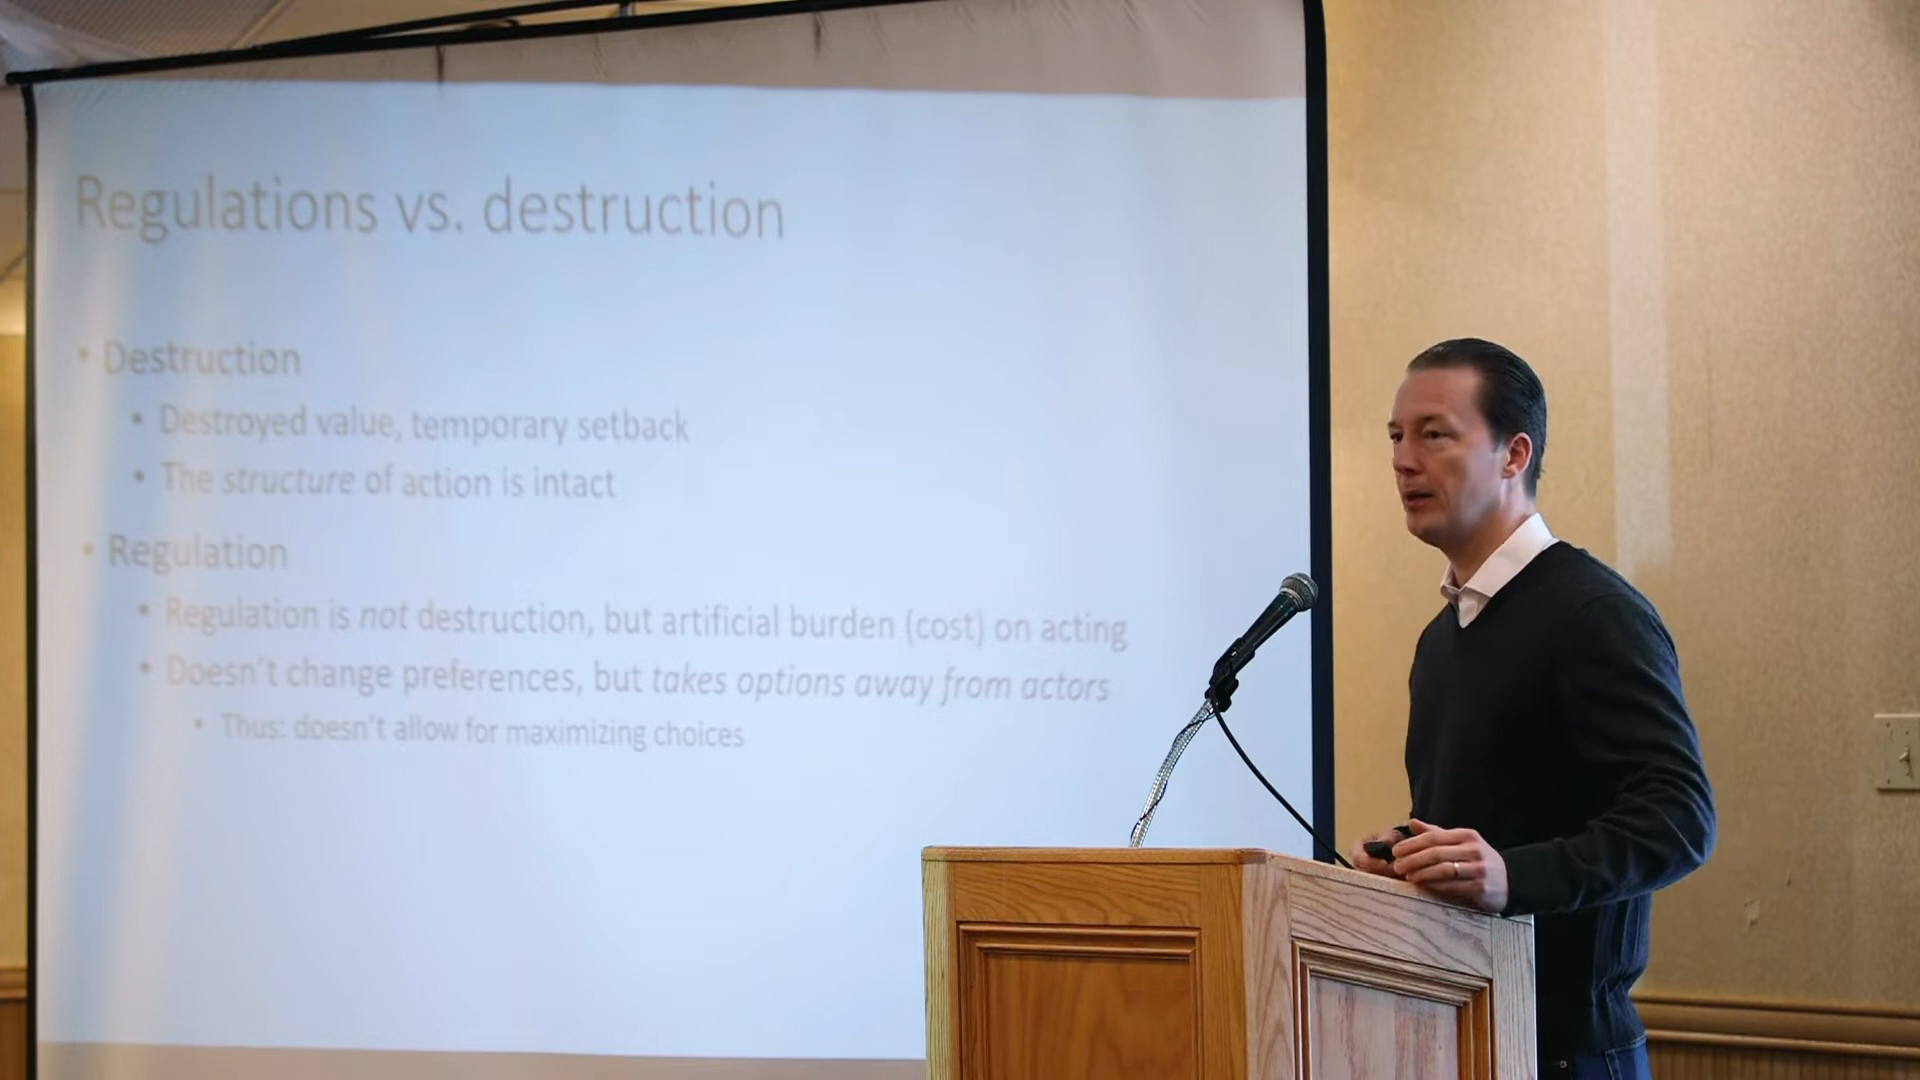 Regulations vs. destruction
• Destruction
• Destroyed value, temporary setback
• The structure of action is intact
• Regulation
• Regulation is not destruction, but artificial burden (cost) on acting
• Doesn't change preferences, but takes options away from actors
• Thus: doesn't allow for maximizing choices